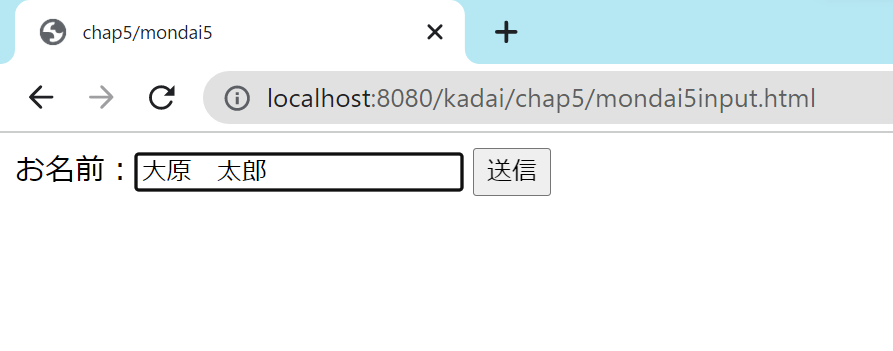 chap5/mondai5
localhost:8080/kadai/chap5/mondai5input.html
お名前：大原　太郎 送信